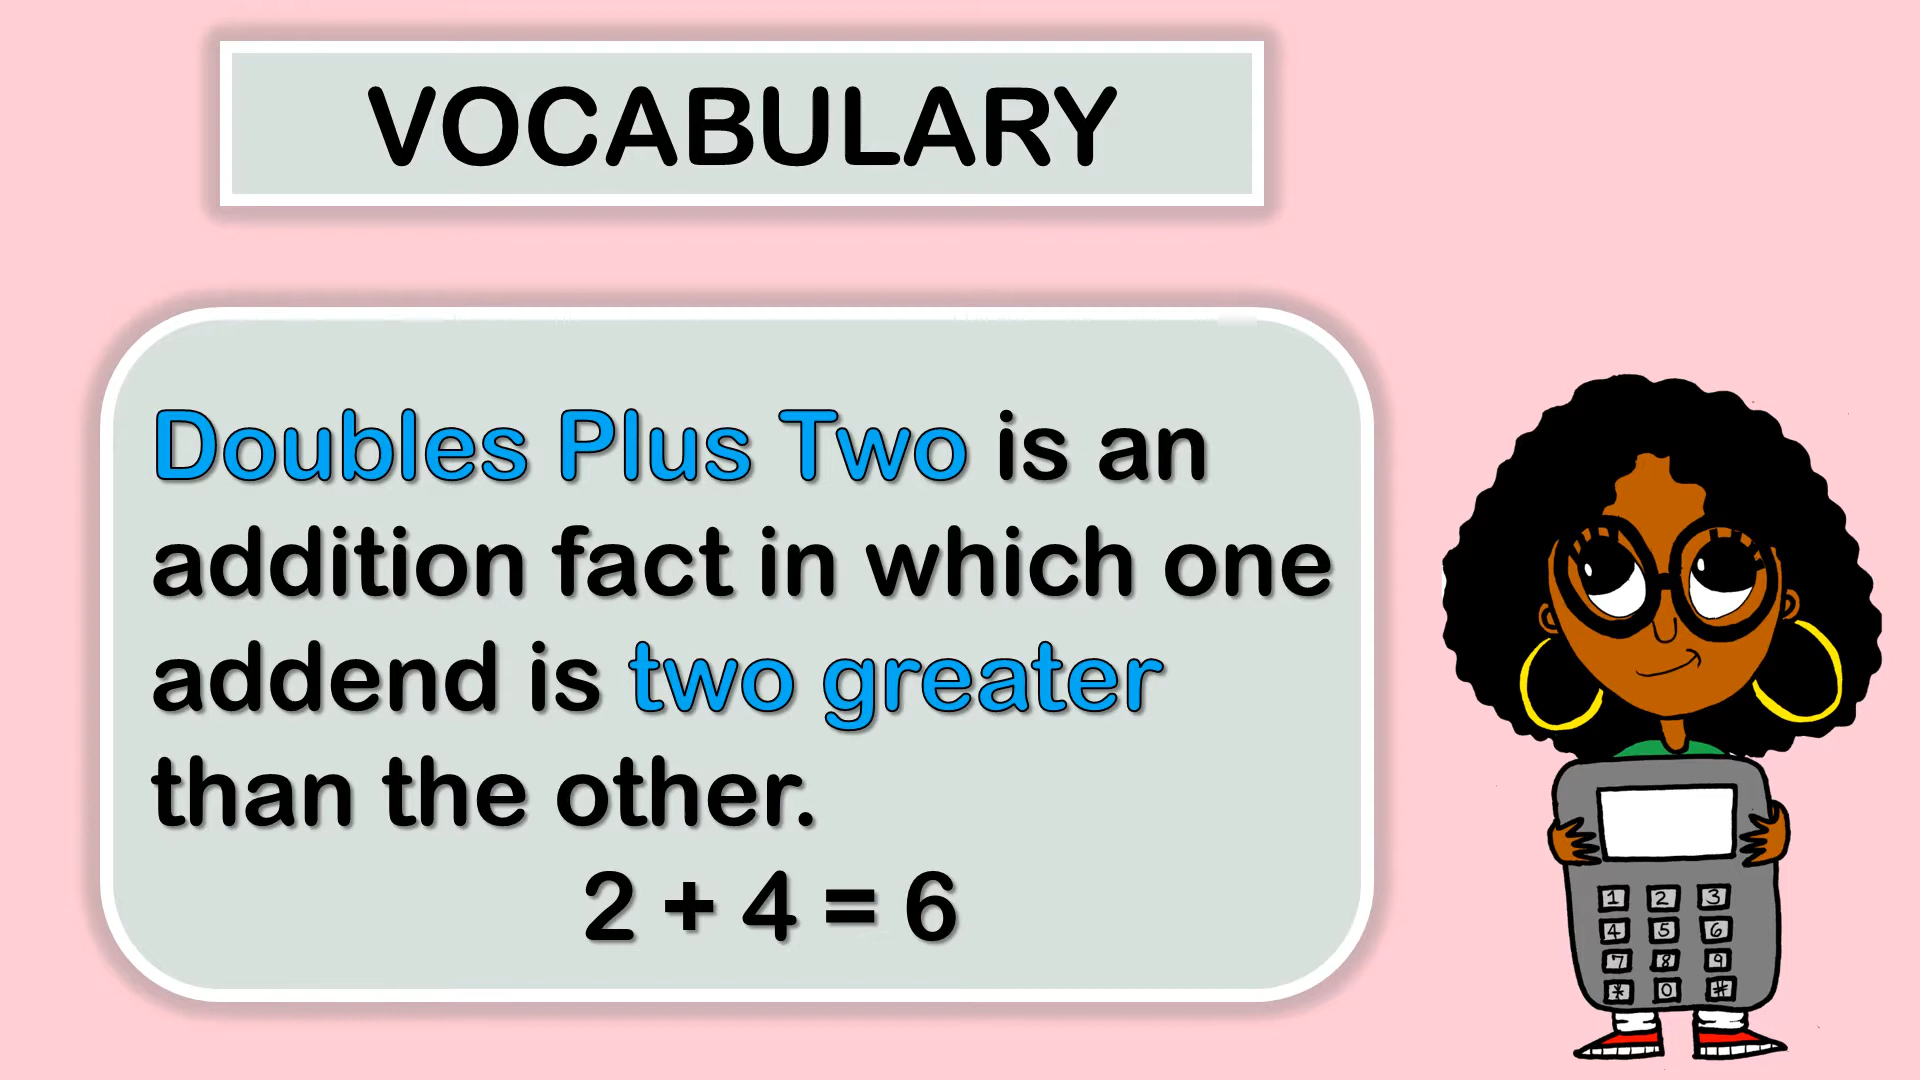 VOCABULARY
Doubles Plus Two is an
addition fact in which one
addend is two greater
than the other.
2 + 4 = 6
1 2 3
4 5 6
7 8 9
* 0 #